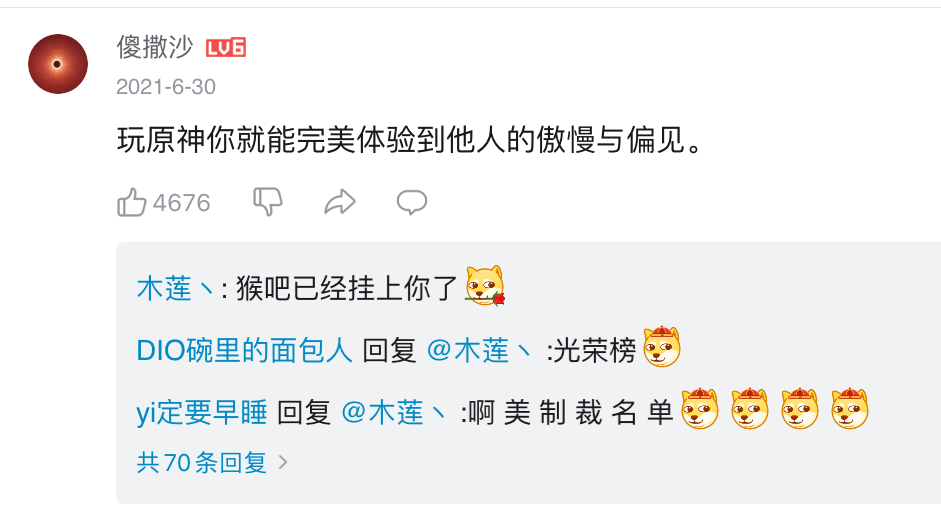 傻撒沙 LV6
2021-6-30
玩原神你就能完美体验到他人的傲慢与偏见。
4676
木莲丶: 猴吧已经挂上你了
DIO碗里的面包人 回复 @木莲丶 :光荣榜
yi定要早睡 回复 @木莲丶 :啊 美 制 裁 名 单
共70条回复